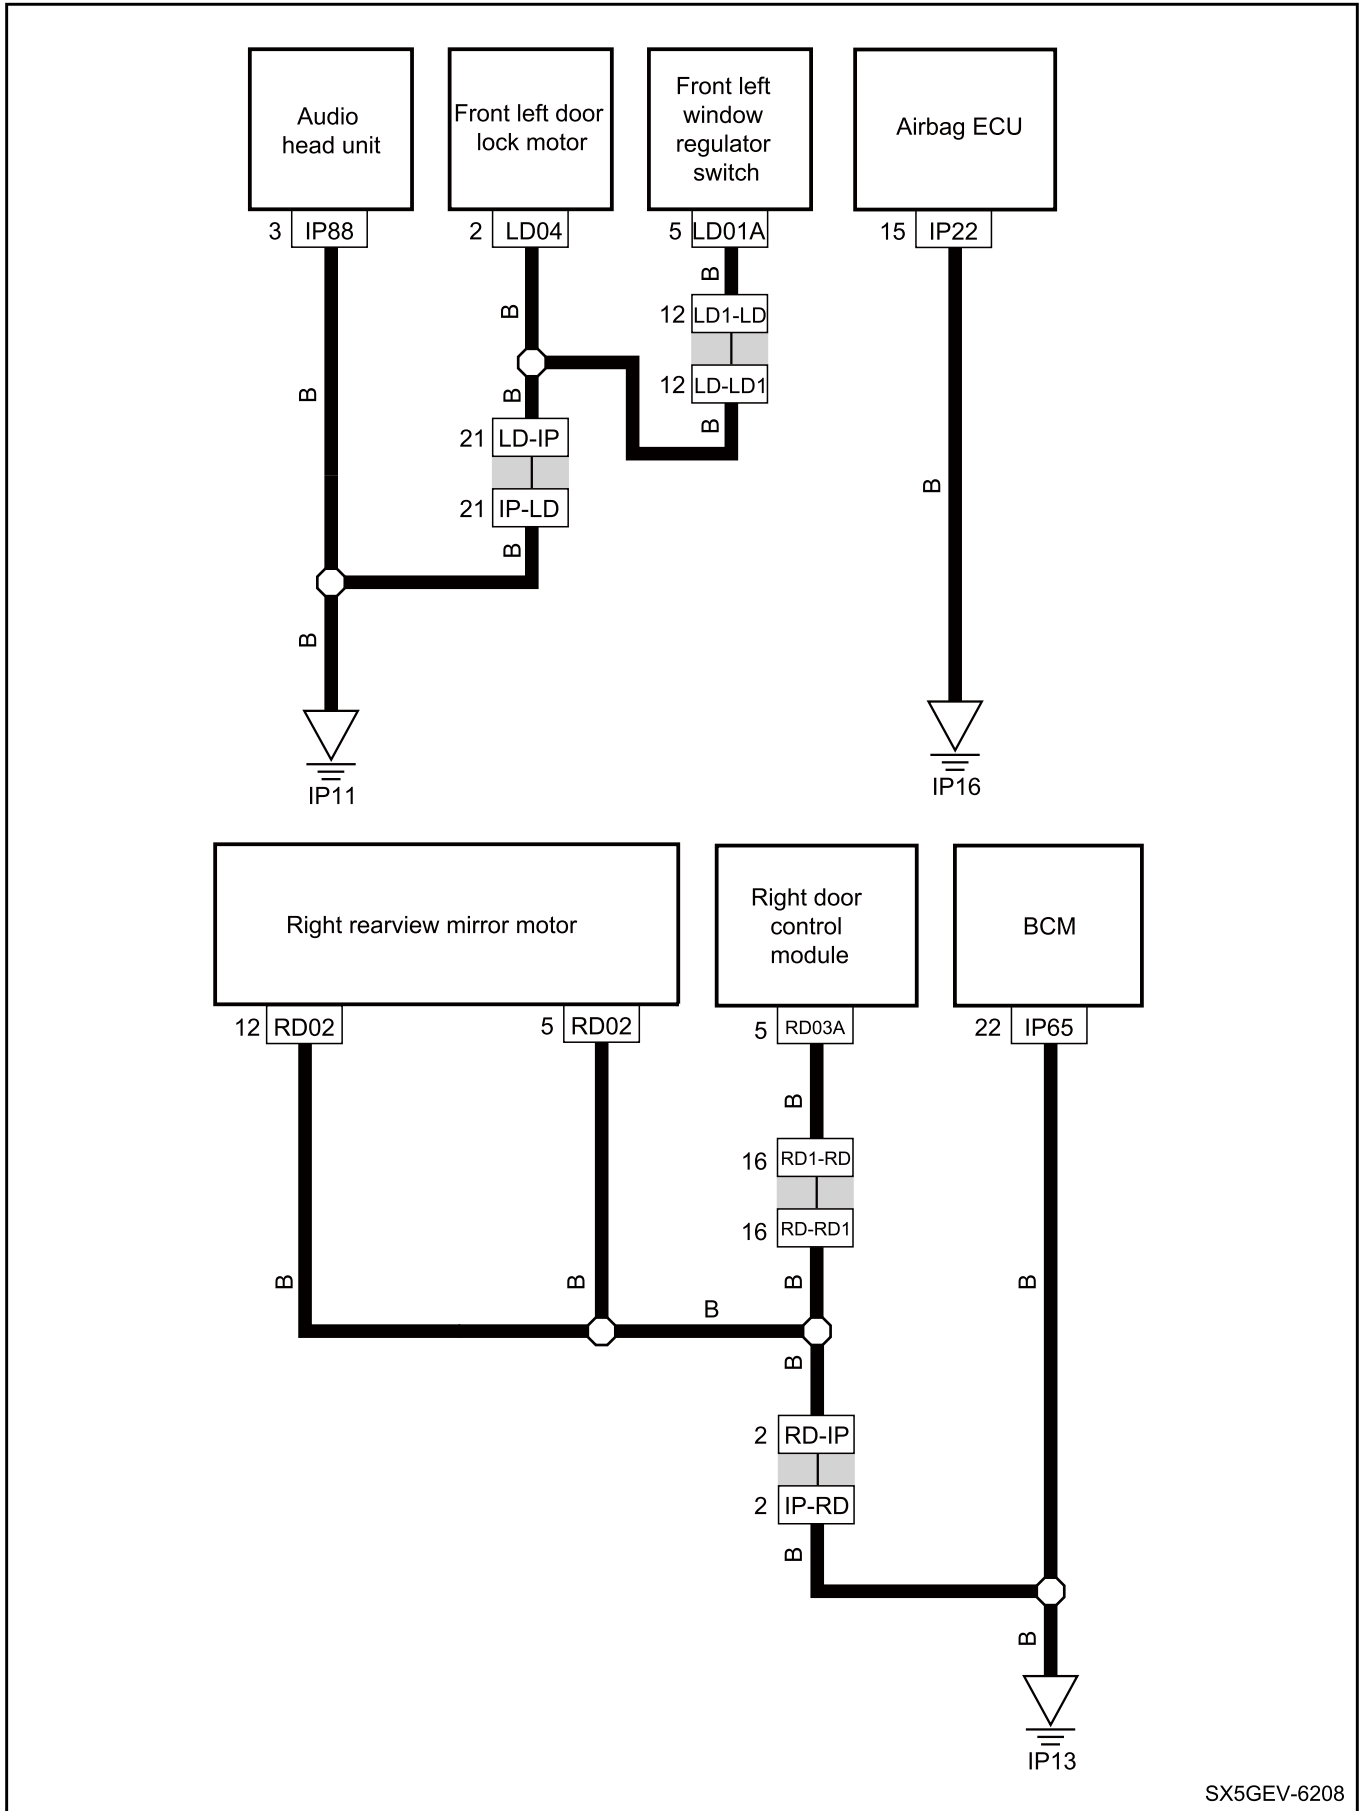 Audio
head unit
Front left door
lock motor
Front left
window
regulator
switch
Airbag ECU
3 IP88
2 LD04
5 LD01A
15 IP22
B
12 LD1-LD
B
12 LD-LD1
B
B
B
21 LD-IP
21 IP-LD
B
B
B
B
IP11
IP16
Right rearview mirror motor
Right door
control
module
BCM
12 RD02
5 RD02
5 RD03A
22 IP65
B
16 RD1-RD
16 RD-RD1
B
B
B
B
B
B
2 RD-IP
2 IP-RD
B
B
IP13
SX5GEV-6208